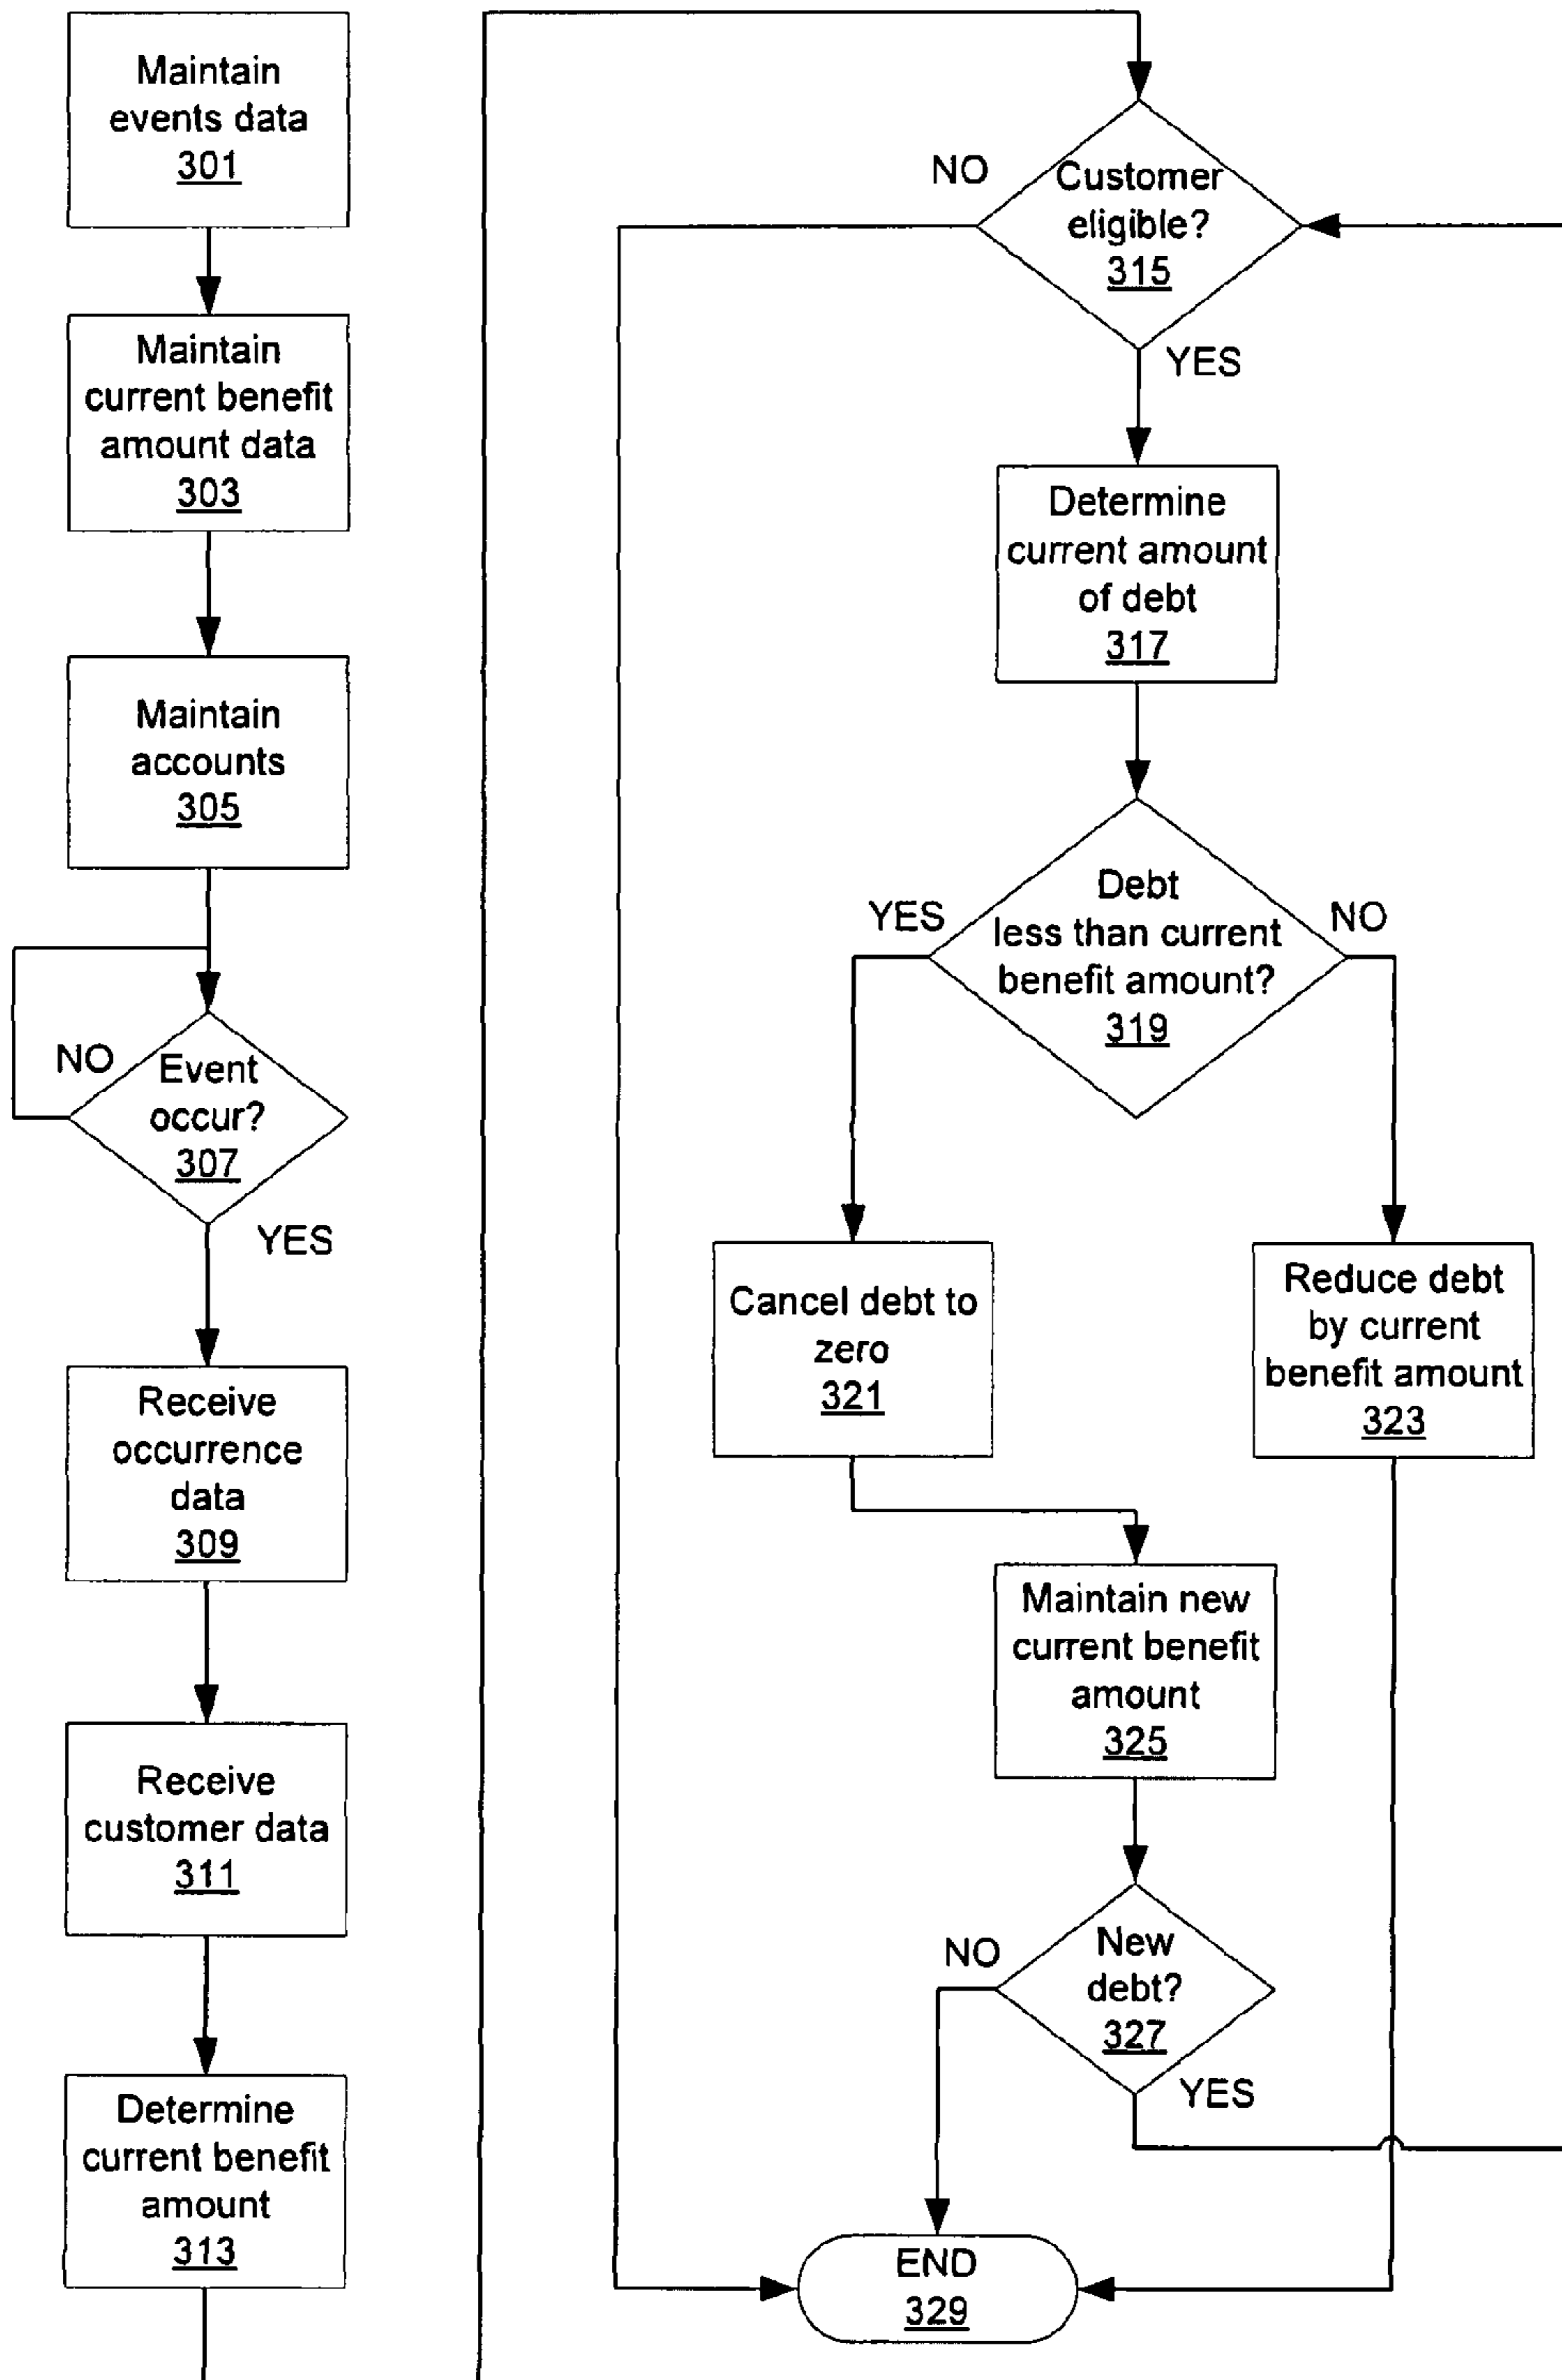 Maintain
events data
301
Maintain
current benefit
amount data
303
Maintain
accounts
305
NO
Event
occur?
307
YES
Receive
occurrence
data
309
Receive
customer data
311
Determine
current benefit
amount
313
NO
Customer
eligible?
315
YES
Determine
current amount
of debt
317
YES
Debt
less than current
benefit amount?
319
NO
Cancel debt to
zero
321
Reduce debt
by current
benefit amount
323
Maintain new
current benefit
amount
325
NO
New
debt?
327
YES
END
329